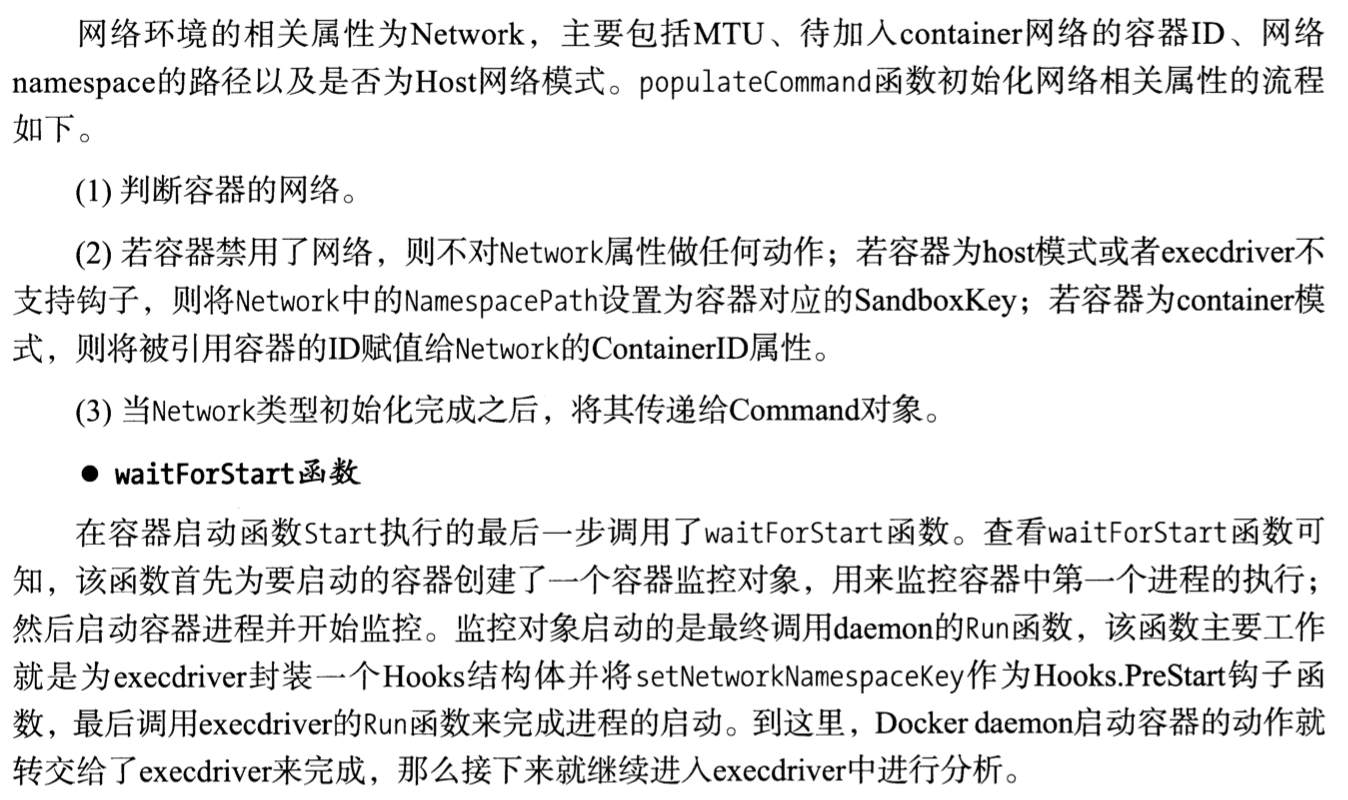 网络环境的相关属性为Network，主要包括MTU、待加入container网络的容器ID、网络
namespace的路径以及是否为Host网络模式。populateCommand函数初始化网络相关属性的流程
如下。
(1) 判断容器的网络。
(2) 若容器禁用了网络，则不对Network属性做任何动作；若容器为host模式或者execdriver不
支持钩子，则将Network中的NamespacePath设置为容器对应的SandboxKey；若容器为container模
式，则将被引用容器的ID赋值给Network的ContainerID属性。
(3) 当Network类型初始化完成之后，将其传递给Command对象。
● waitForStart函数
在容器启动函数Start执行的最后一步调用了waitForStart函数。查看waitForStart函数可
知，该函数首先为要启动的容器创建了一个容器监控对象，用来监控容器中第一个进程的执行；
然后启动容器进程并开始监控。监控对象启动的是最终调用daemon的Run函数，该函数主要工作
就是为execdriver封装一个Hooks结构体并将setNetworkNamespaceKey作为Hooks.PreStart钩子函
数，最后调用execdriver的Run函数来完成进程的启动。到这里，Docker daemon启动容器的动作就
转交给了execdriver来完成，那么接下来就继续进入execdriver中进行分析。